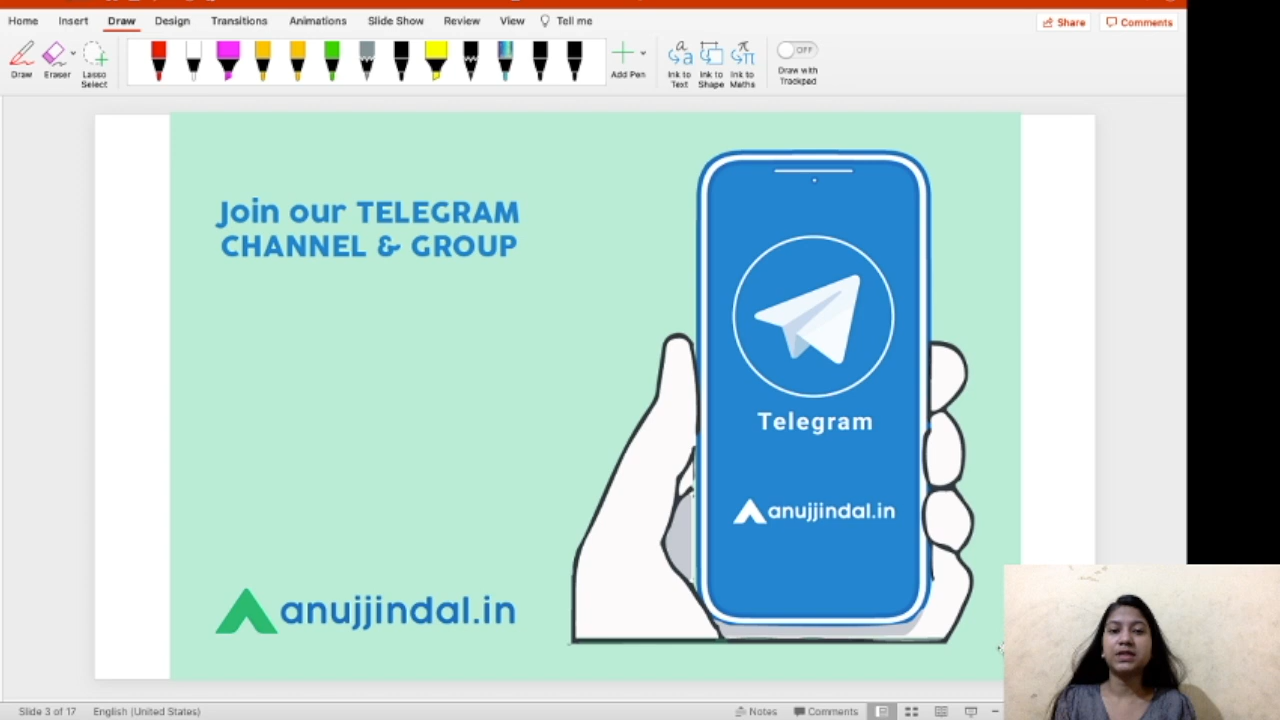 Home Insert Draw Design Transitions Animations Slide Show Review View Tell me
Share Comments
Draw Eraser Lasso Select
Add Pen
Ink to Text Ink to Shape Ink to Maths
OFF
Draw with Trackpad
Join our TELEGRAM
CHANNEL & GROUP
Telegram
anujjindal.in
anujjindal.in
Slide 3 of 17 English (United States) Notes Comments